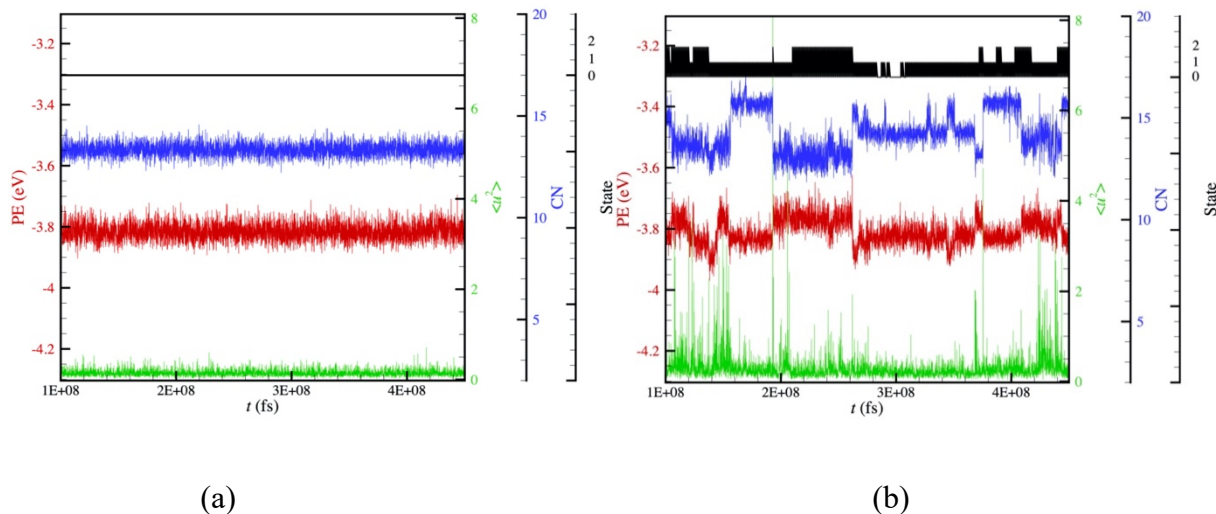 -3.2
-3.4
-3.6
-3.8
-4
-4.2
PE (eV)
1E+08
2E+08
3E+08
4E+08
t (fs)
8
6
4
2
0
<u²>
20
15
10
5
CN
2
1
0
State
-3.2
-3.4
-3.6
-3.8
-4
-4.2
PE (eV)
1E+08
2E+08
3E+08
4E+08
t (fs)
8
6
4
2
0
<u²>
20
15
10
5
CN
2
1
0
State
(a)
(b)